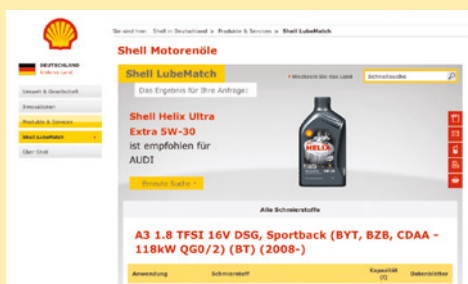 Sie sind hier: Shell in Deutschland > Produkte & Services > Shell LubeMatch
DEUTSCHLAND
Anderes Land
Shell Motorenöle
Shell LubeMatch
Wechseln Sie das Land
Schnellsuche
Das Ergebnis für Ihre Anfrage:
Umwelt & Gesellschaft
Innovationen
Produkte & Services
Shell LubeMatch
Über Shell
Shell Helix Ultra
Extra 5W-30
ist empfohlen für
AUDI
HELIX
Erneute Suche
Alle Schmierstoffe
A3 1.8 TFSI 16V DSG, Sportback (BYT, BZB, CDAA -
118kW QG0/2) (BT) (2008-)
Anwendung
Schmierstoff
Kapazität
Datenblätter